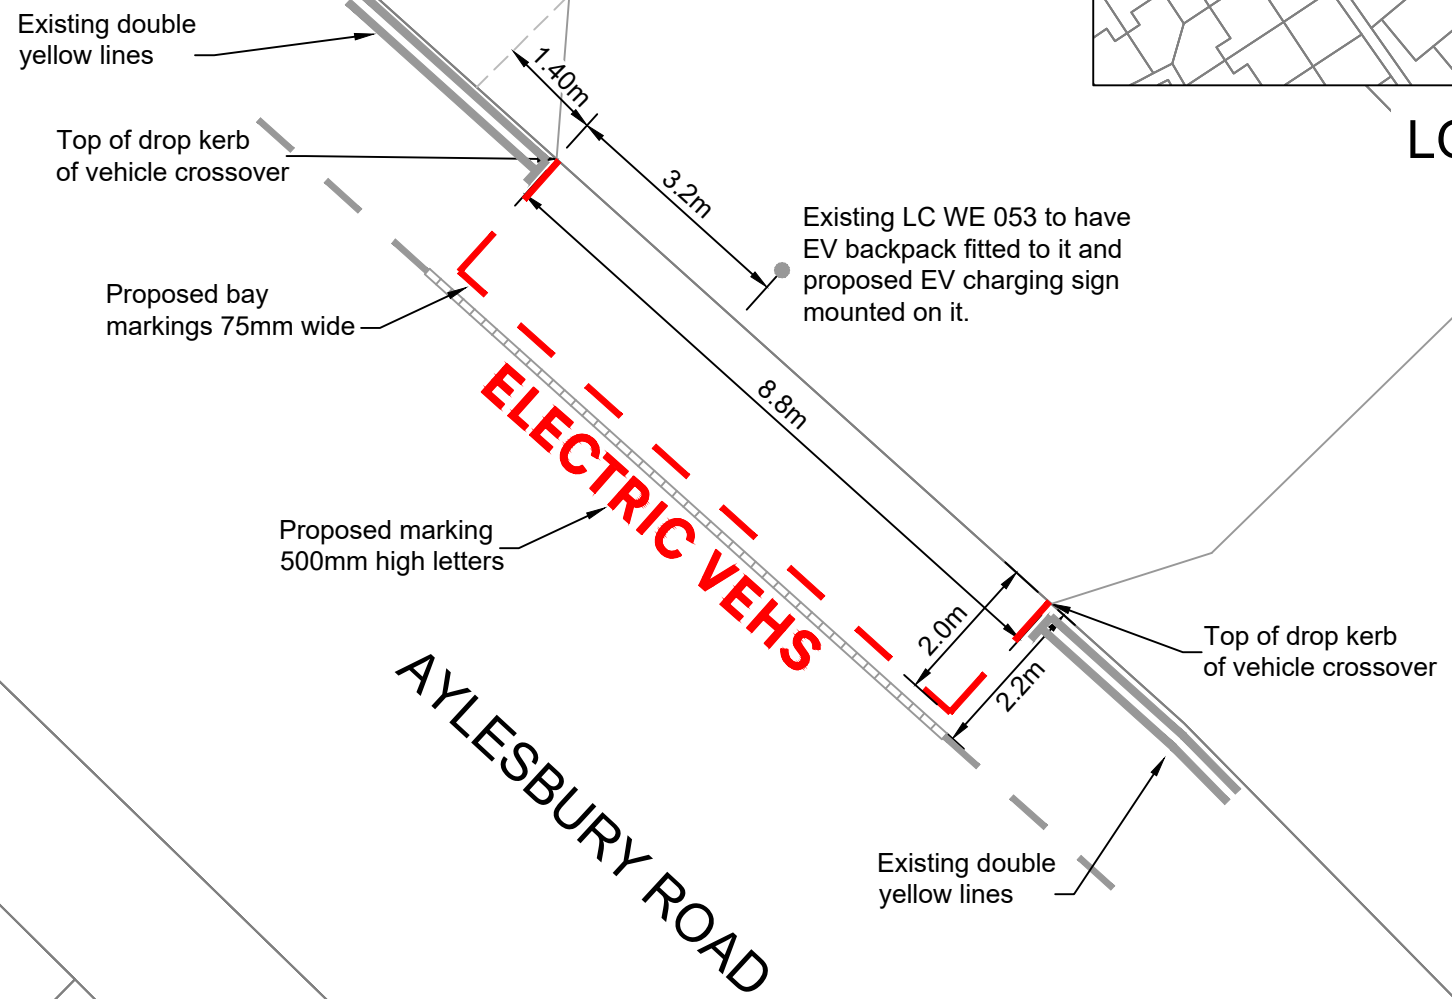 Existing double
yellow lines
1.40m
LC
Top of drop kerb
of vehicle crossover
3.2m
Existing LC WE 053 to have
EV backpack fitted to it and
proposed EV charging sign
mounted on it.
Proposed bay
markings 75mm wide
8.8m
ELECTRIC VEHS
Proposed marking
500mm high letters
2.0m
2.2m
Top of drop kerb
of vehicle crossover
AYLESBURY ROAD
Existing double
yellow lines